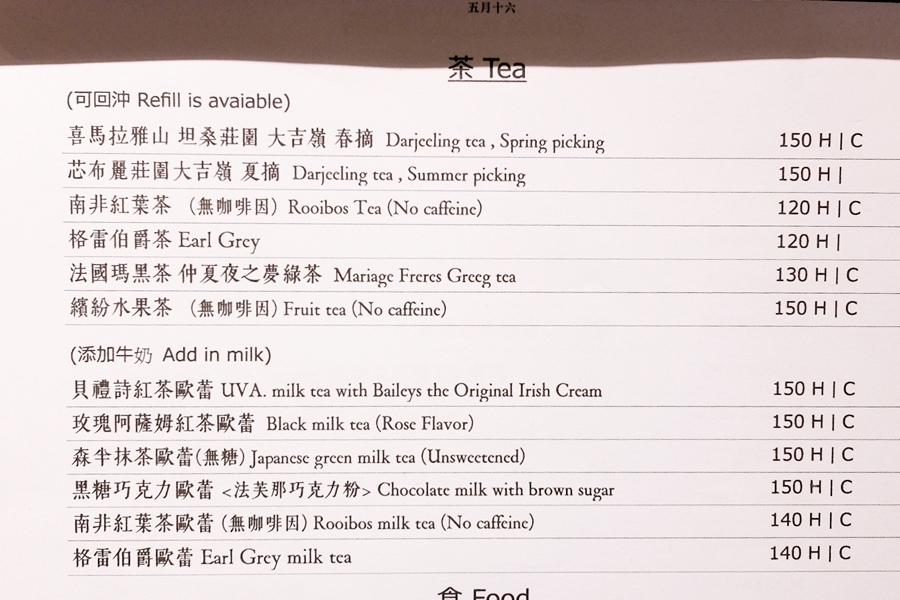 五月十六
茶 Tea
(可回沖 Refill is avaiable)
喜馬拉雅山 坦桑莊園 大吉嶺 春摘 Darjeeling tea , Spring picking 150 H | C
芯布麗莊園大吉嶺 夏摘 Darjeeling tea , Summer picking 150 H |
南非紅葉茶 (無咖啡因) Rooibos Tea (No caffeine) 120 H | C
格雷伯爵茶 Earl Grey 120 H |
法國瑪黑茶 仲夏夜之夢綠茶 Mariage Freres Greeg tea 130 H | C
繽紛水果茶 (無咖啡因) Fruit tea (No caffeine) 150 H | C
(添加牛奶 Add in milk)
貝禮詩紅茶歐蕾 UVA. milk tea with Baileys the Original Irish Cream 150 H | C
玫瑰阿薩姆紅茶歐蕾 Black milk tea (Rose Flavor) 150 H | C
森半抹茶歐蕾(無糖) Japanese green milk tea (Unsweetened) 150 H | C
黑糖巧克力歐蕾 <法芙那巧克力粉> Chocolate milk with brown sugar 150 H | C
南非紅葉茶歐蕾 (無咖啡因) Rooibos milk tea (No caffeine) 140 H | C
格雷伯爵歐蕾 Earl Grey milk tea 140 H | C
食 Food